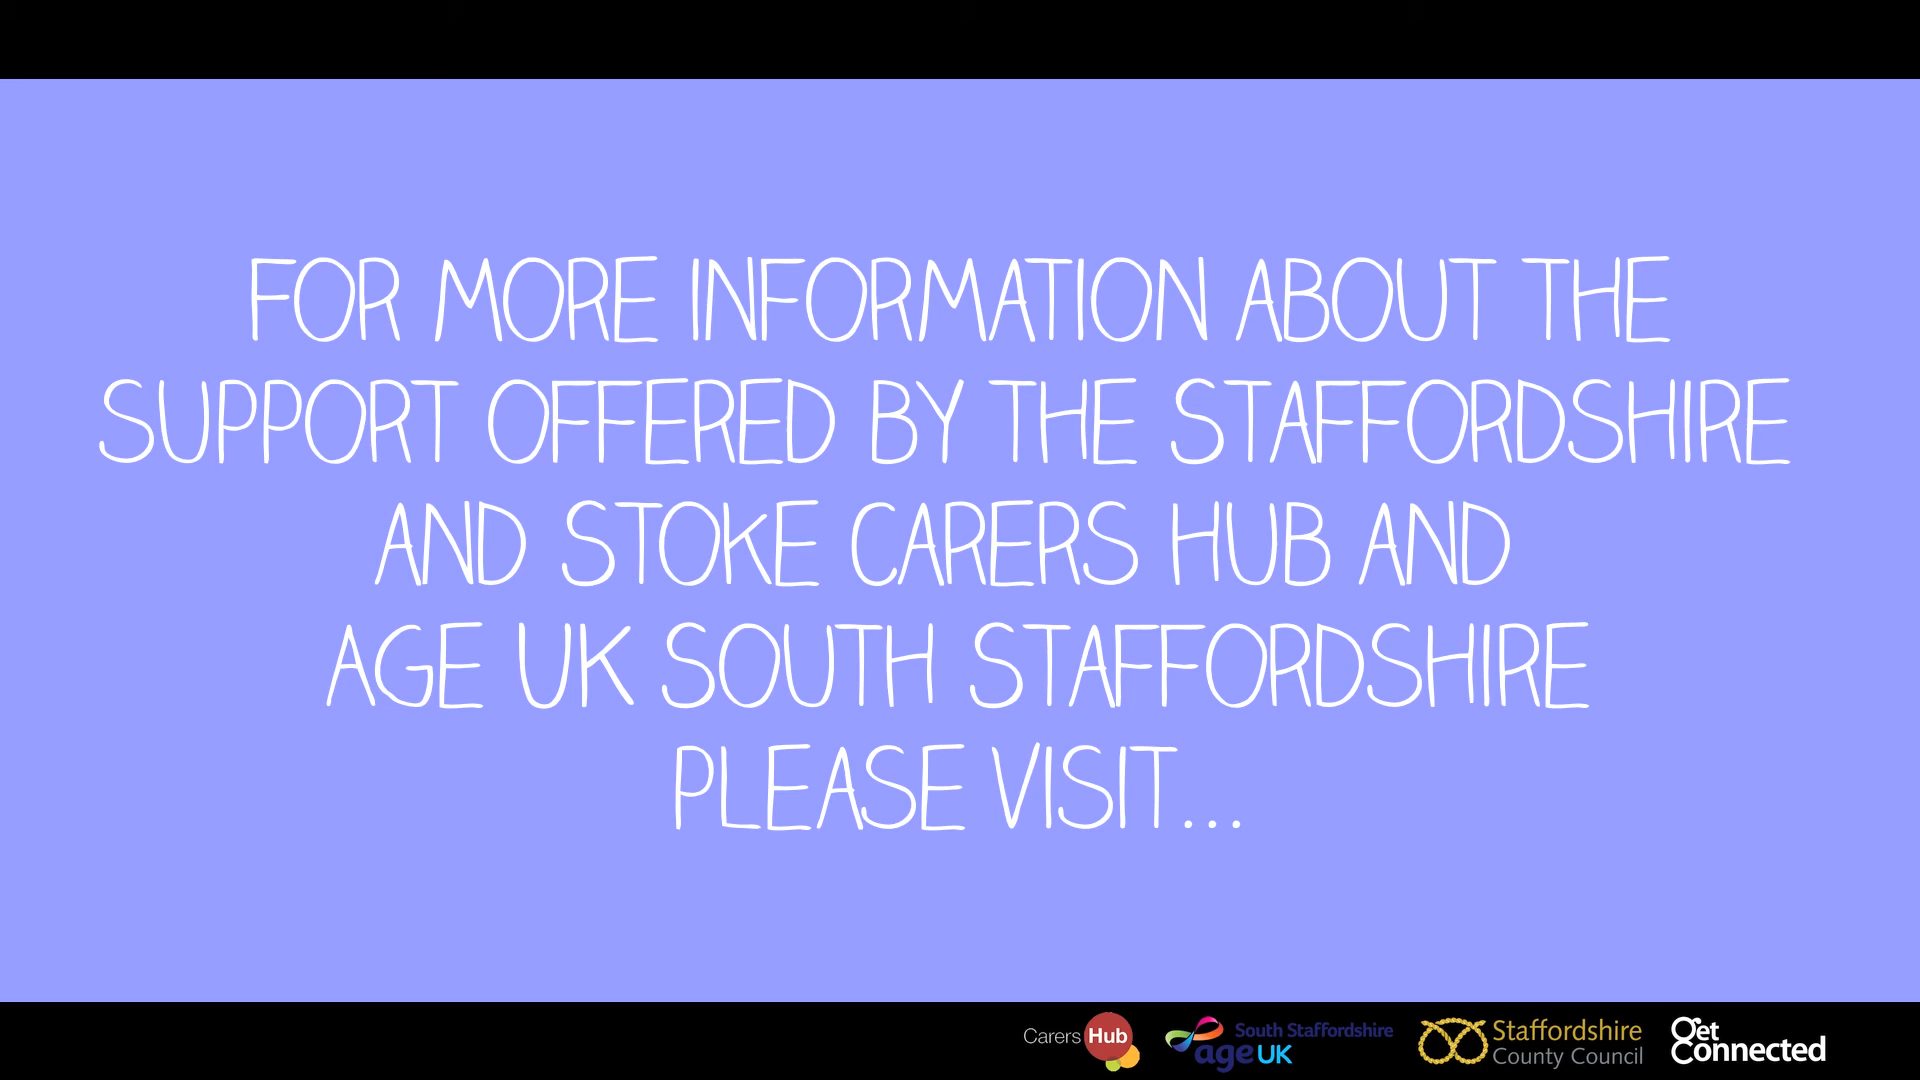 FOR MORE INFORMATION ABOUT THE
SUPPORT OFFERED BY THE STAFFORDSHIRE
AND STOKE CARERS HUB AND
AGE UK SOUTH STAFFORDSHIRE
PLEASE VISIT...
Carers Hub
South Staffordshire
age UK
Staffordshire
County Council
Get
Connected